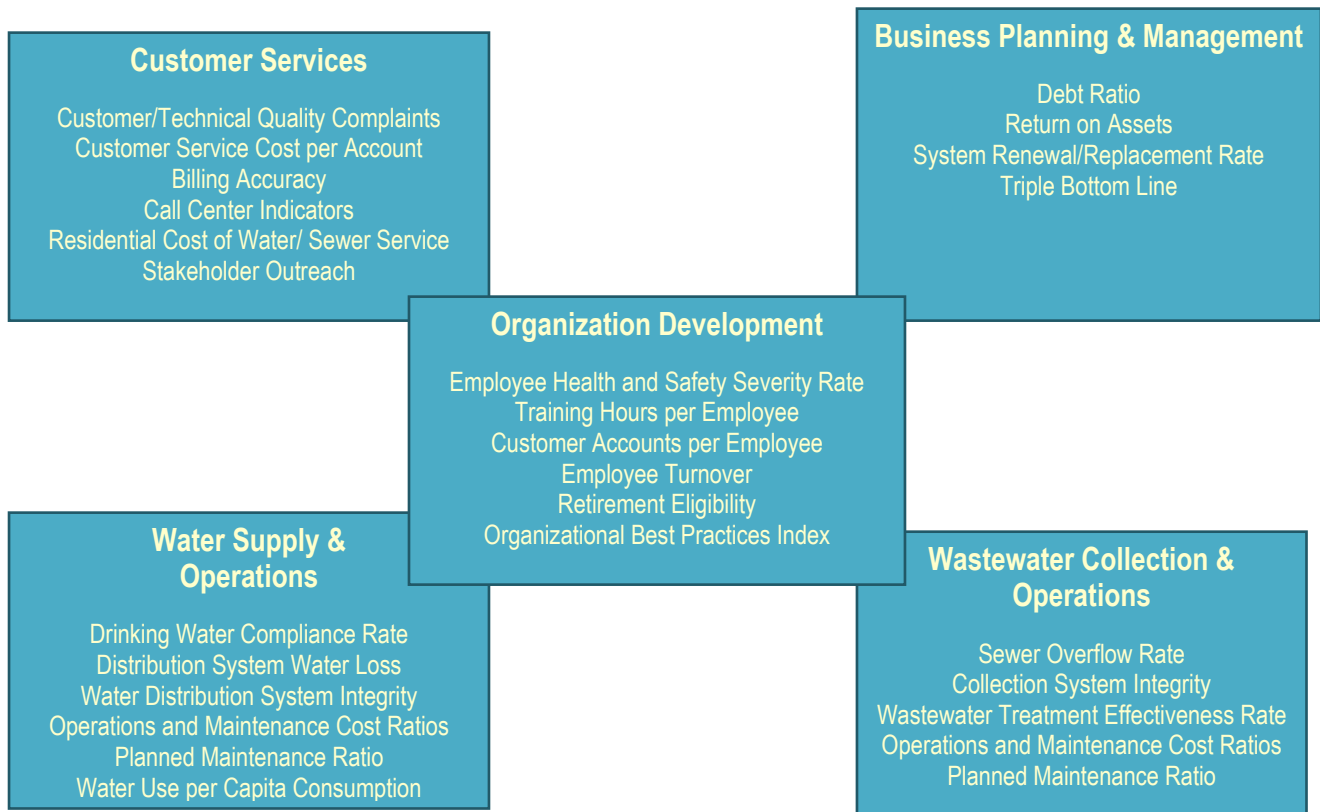 Customer Services
Customer/Technical Quality Complaints
Customer Service Cost per Account
Billing Accuracy
Call Center Indicators
Residential Cost of Water/ Sewer Service
Stakeholder Outreach
Business Planning & Management
Debt Ratio
Return on Assets
System Renewal/Replacement Rate
Triple Bottom Line
Organization Development
Employee Health and Safety Severity Rate
Training Hours per Employee
Customer Accounts per Employee
Employee Turnover
Retirement Eligibility
Organizational Best Practices Index
Water Supply &
Operations
Drinking Water Compliance Rate
Distribution System Water Loss
Water Distribution System Integrity
Operations and Maintenance Cost Ratios
Planned Maintenance Ratio
Water Use per Capita Consumption
Wastewater Collection &
Operations
Sewer Overflow Rate
Collection System Integrity
Wastewater Treatment Effectiveness Rate
Operations and Maintenance Cost Ratios
Planned Maintenance Ratio